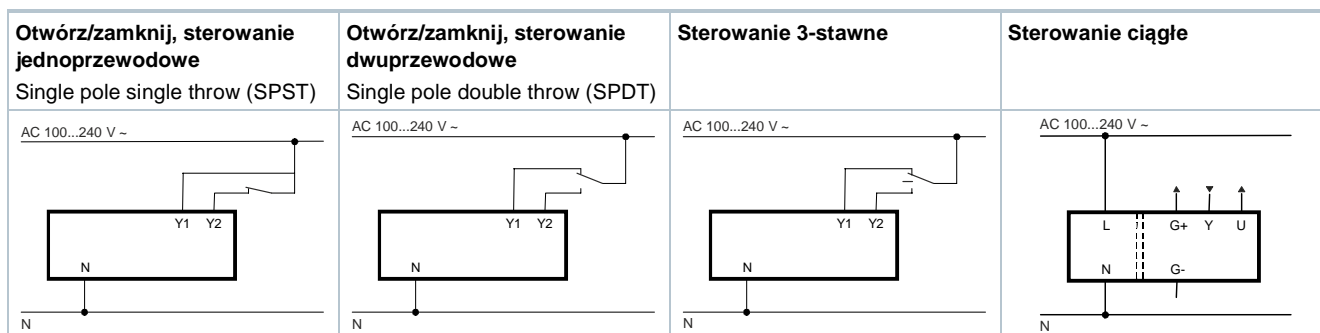 Otwórz/zamknij, sterowanie
jednoprzewodowe
Single pole single throw (SPST)
Otwórz/zamknij, sterowanie
dwuprzewodowe
Single pole double throw (SPDT)
Sterowanie 3-stawne
Sterowanie ciągłe
AC 100...240 V ~
Y1 Y2
N
N
AC 100...240 V ~
Y1 Y2
N
N
AC 100...240 V ~
Y1 Y2
N
N
AC 100...240 V ~
L G+ Y U
N G-
N